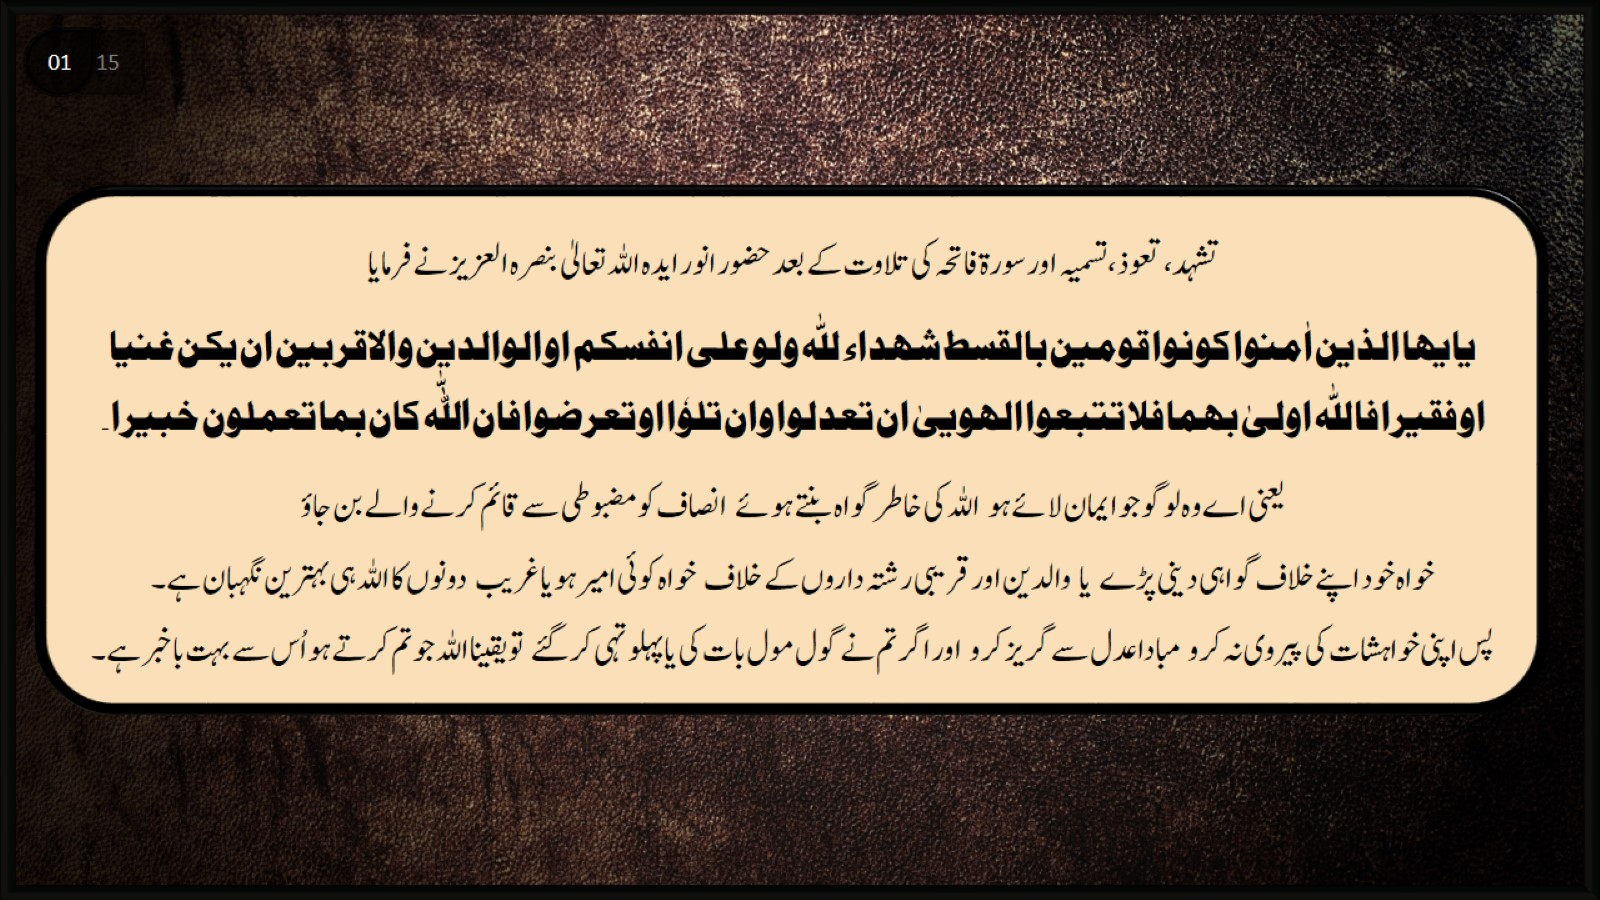 01 15
تشہد، تعوذ،تسمیہ اور سورۃ فاتحہ کی تلاوت کے بعد حضور انور ایدہ اللہ تعالیٰ بنصرہ العزیز نے فرمایا
یایھا الذین اٰمنوا کونوا قومین بالقسط شھداء للّٰہ ولو علی انفسکم اوالوالدین والاقربین ان یکن غنیا
اوفقیرا فاللّٰہ اولیٰ بھما فلا تتبعوا الھویىٰ ان تعدلوا وان تلوٗا اوتعرضوا فان اللّٰہ کان بما تعملون خبیرا۔
یعنی اے وہ لوگو جو ایمان لائے ہو اللہ کی خاطر گواہ بنتے ہوئے انصاف کو مضبوطی سے قائم کرنے والے بن جاؤ
خواہ خود اپنے خلاف گواہی دینی پڑے یا والدین اور قریبی رشتہ داروں کے خلاف خواہ کوئی امیر ہو یا غریب دونوں کا اللہ ہی بہترین نگہبان ہے۔
پس اپنی خواہشات کی پیروی نہ کرو مبادا عدل سے گریز کرو اور اگر تم نے گول مول بات کی یا پہلو تہی کر گئے تو یقینا اللہ جو تم کرتے ہو اُس سے بہت باخبر ہے۔